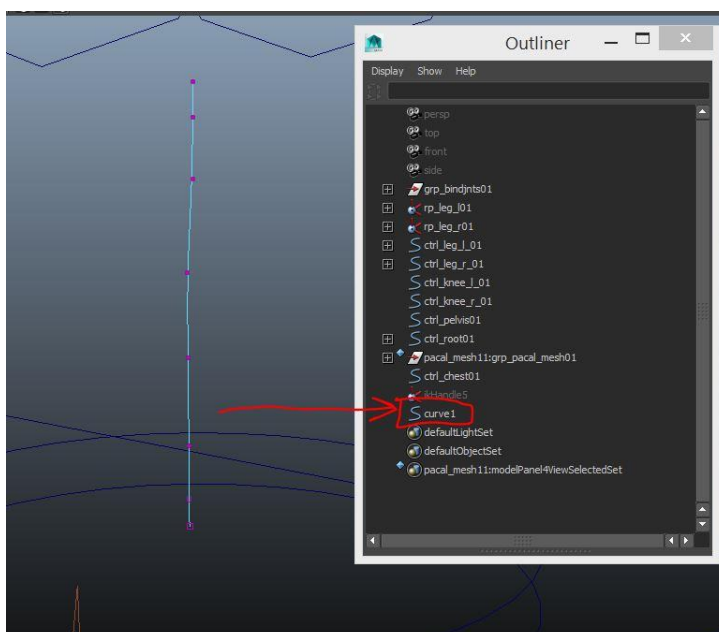 Outliner
Display Show Help
persp
top
front
side
grp_bindjnts01
rp_leg_l01
rp_leg_r01
ctrl_leg_l_01
ctrl_leg_r_01
ctrl_knee_l_01
ctrl_knee_r_01
ctrl_pelvis01
ctrl_root01
pacal_mesh11:grp_pacal_mesh01
ctrl_chest01
ikHandle5
curve1
defaultLightSet
defaultObjectSet
pacal_mesh11:modelPanel4ViewSelectedSet